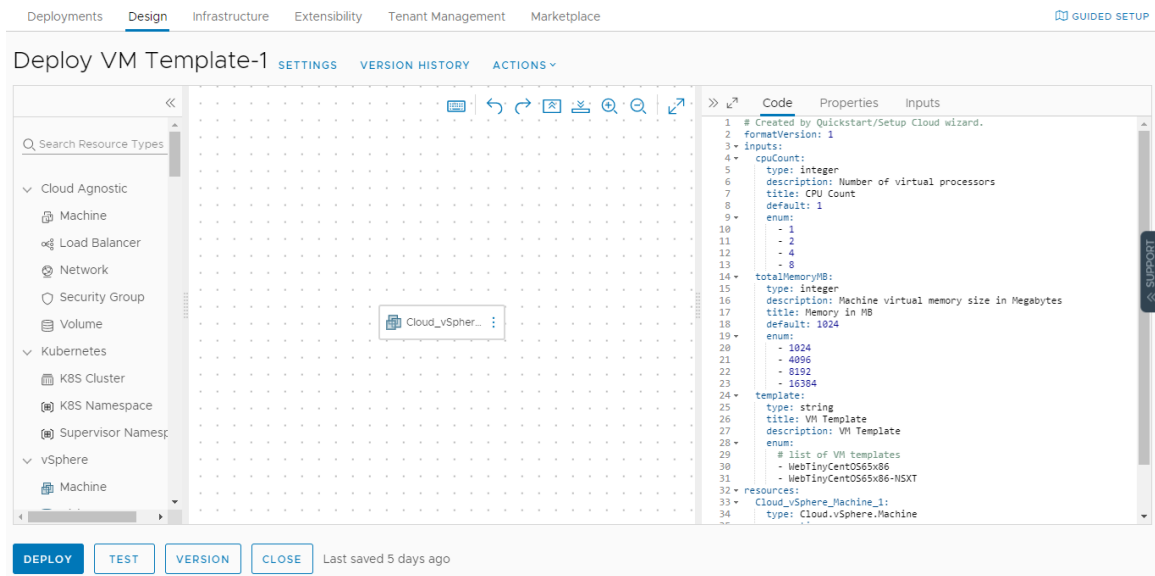 Deployments Design Infrastructure Extensibility Tenant Management Marketplace GUIDED SETUP
Deploy VM Template-1 SETTINGS VERSION HISTORY ACTIONS
Search Resource Types
Cloud Agnostic
Machine
Load Balancer
Network
Security Group
Volume
Kubernetes
K8S Cluster
K8S Namespace
Supervisor Namesp
vSphere
Machine
Cloud_vSpher...
Code Properties Inputs
1 # Created by Quickstart/Setup Cloud wizard.
2 formatVersion: 1
3 inputs:
4 cpuCount:
5 type: integer
6 description: Number of virtual processors
7 title: CPU Count
8 default: 1
9 enum:
10 - 1
11 - 2
12 - 4
13 - 8
14 totalMemoryMB:
15 type: integer
16 description: Machine virtual memory size in Megabytes
17 title: Memory in MB
18 default: 1024
19 enum:
20 - 1024
21 - 4096
22 - 8192
23 - 16384
24 template:
25 type: string
26 title: VM Template
27 description: VM Template
28 enum:
29 # list of VM templates
30 - WebTinyCentOS65x86
31 - WebTinyCentOS65x86-NSXT
32 resources:
33 Cloud_vSphere_Machine_1:
34 type: Cloud.vSphere.Machine
SUPPORT
DEPLOY TEST VERSION CLOSE Last saved 5 days ago